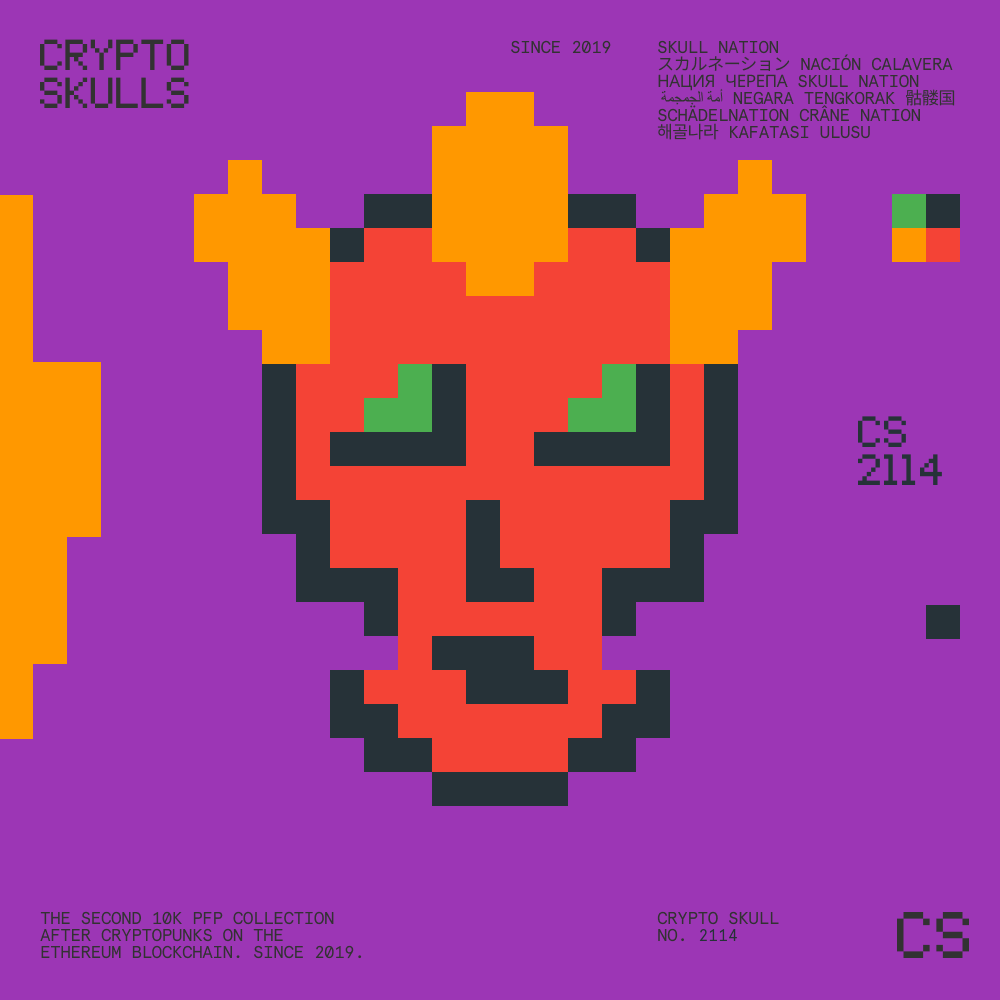 CRYPTO
SKULLS
SINCE 2019
SKULL NATION
スカルネーション NACIÓN CALAVERA
НАЦИЯ ЧЕРЕПА SKULL NATION
أمة الجمجمة NEGARA TENGKORAK 骷髅国
SCHÄDELNATION CRÂNE NATION
해골나라 KAFATASI ULUSU
CS
2114
THE SECOND 10K PFP COLLECTION
AFTER CRYPTOPUNKS ON THE
ETHEREUM BLOCKCHAIN. SINCE 2019.
CRYPTO SKULL
NO. 2114
CS